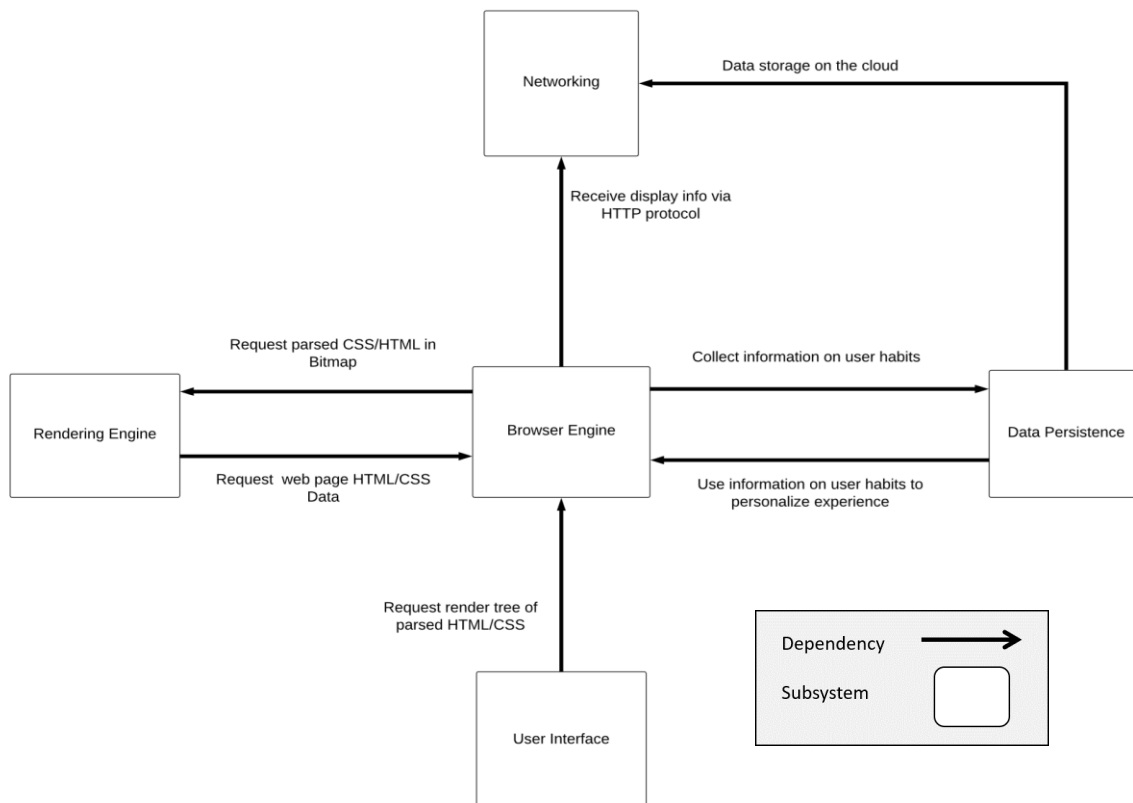 Networking
Data storage on the cloud
Receive display info via
HTTP protocol
Request parsed CSS/HTML in
Bitmap
Collect information on user habits
Rendering Engine
Browser Engine
Data Persistence
Request  web page HTML/CSS
Data
Use information on user habits to
personalize experience
Request render tree of
parsed HTML/CSS
User Interface
Dependency
Subsystem